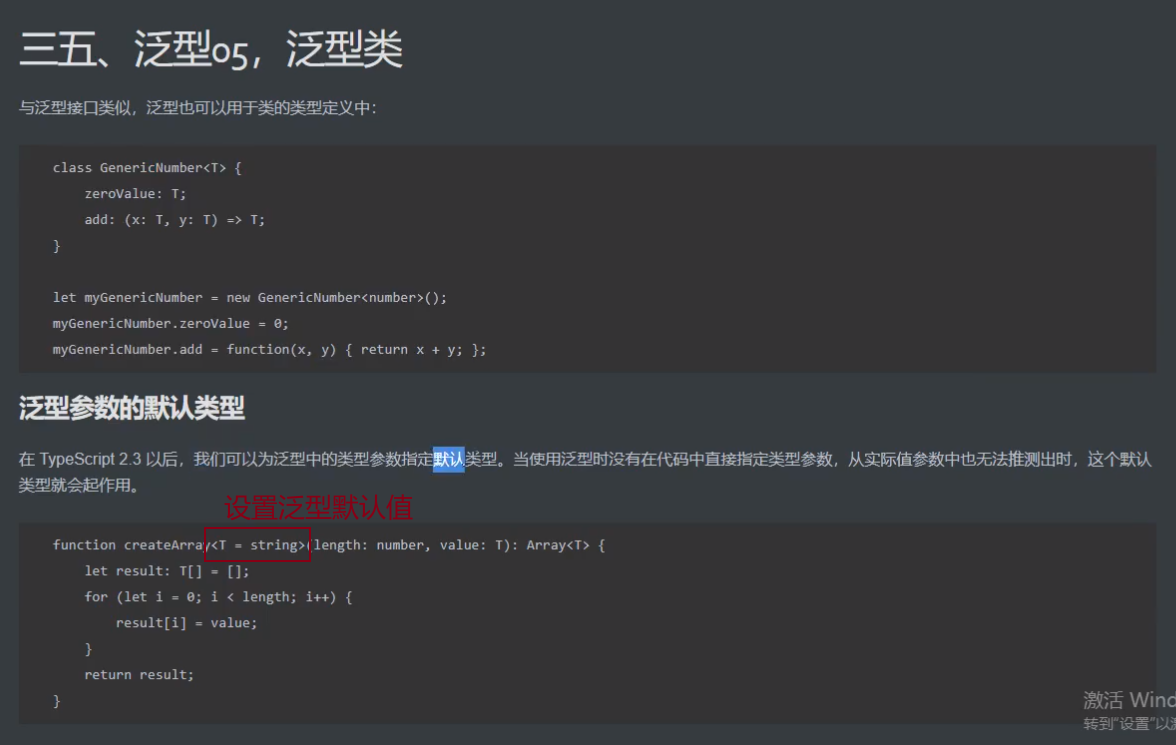 三五、泛型05，泛型类
与泛型接口类似，泛型也可以用于类的类型定义中：
class GenericNumber<T> {
    zeroValue: T;
    add: (x: T, y: T) => T;
}
let myGenericNumber = new GenericNumber<number>();
myGenericNumber.zeroValue = 0;
myGenericNumber.add = function(x, y) { return x + y; };
泛型参数的默认类型
在 TypeScript 2.3 以后，我们可以为泛型中的类型参数指定默认类型。当使用泛型时没有在代码中直接指定类型参数，从实际值参数中也无法推测出时，这个默认
类型就会起作用。
设置泛型默认值
function createArray<T = string>(length: number, value: T): Array<T> {
    let result: T[] = [];
    for (let i = 0; i < length; i++) {
        result[i] = value;
    }
    return result;
}
激活 Wind
转到"设置"以